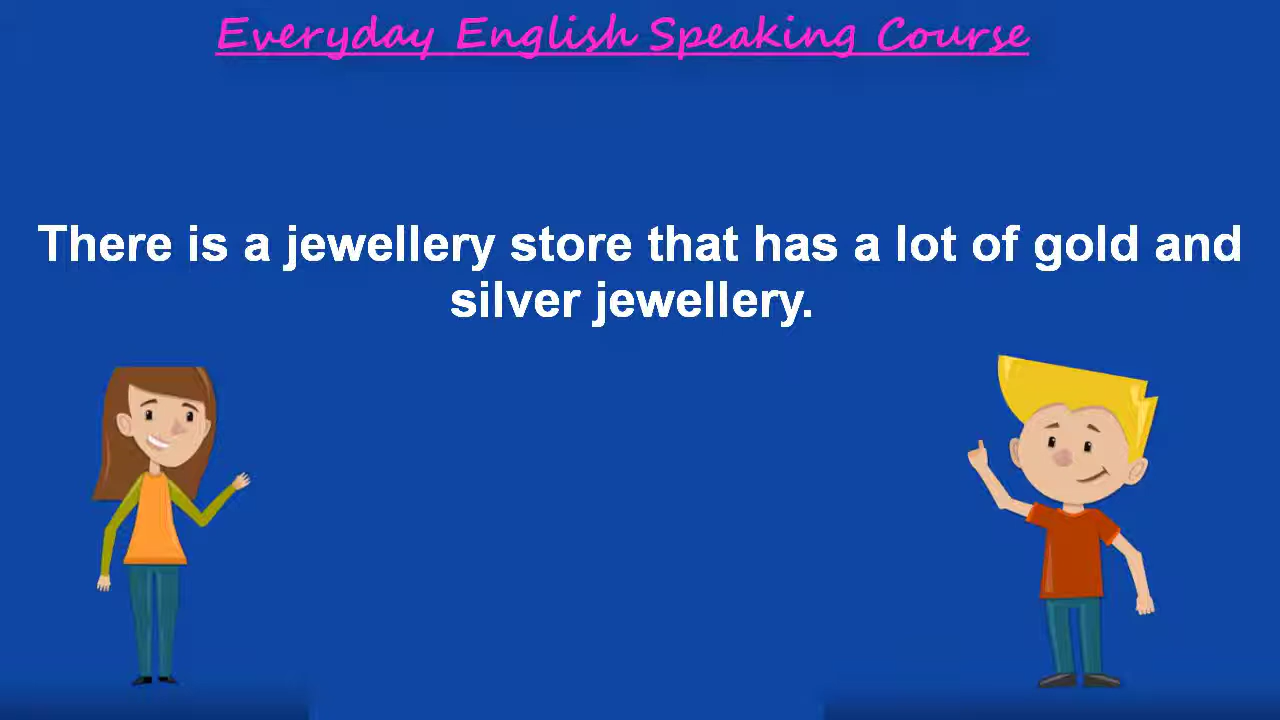 Everyday English Speaking Course
There is a jewellery store that has a lot of gold and
silver jewellery.